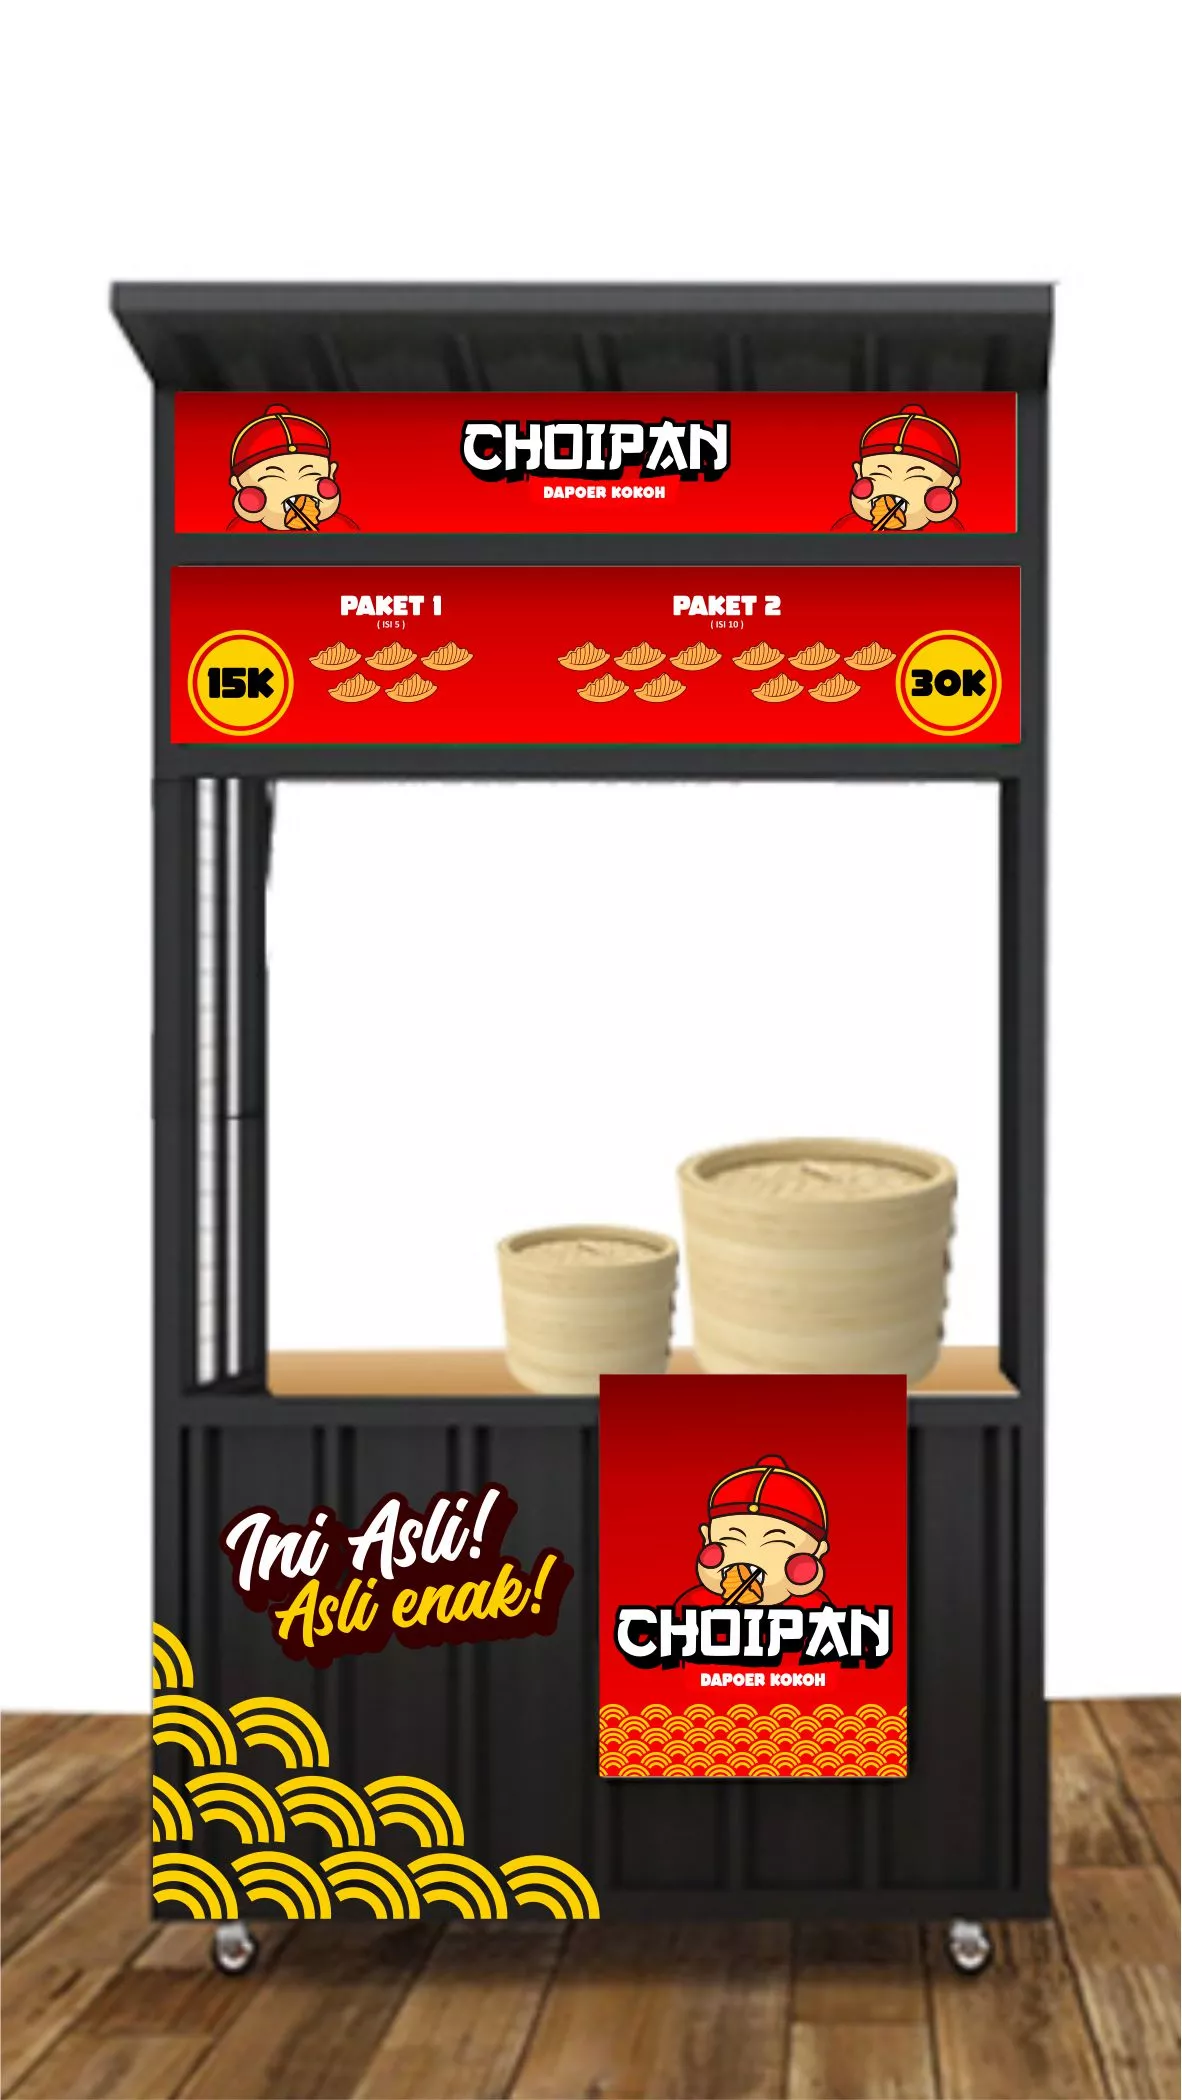 CHOIPAN
DAPOER KOKOH
PAKET 1
( ISI 5 )
15K
PAKET 2
( ISI 10 )
30K
Ini Asli!
Asli enak!
CHOIPAN
DAPOER KOKOH